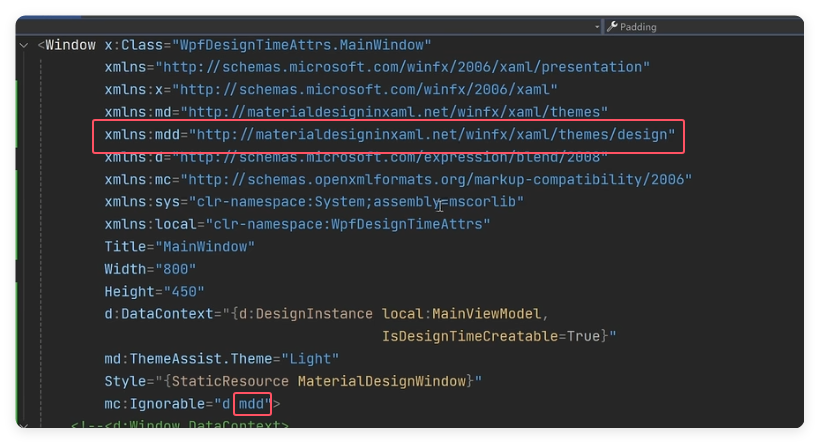 Padding
<Window x:Class="WpfDesignTimeAttrs.MainWindow"
xmlns="http://schemas.microsoft.com/winfx/2006/xaml/presentation"
xmlns:x="http://schemas.microsoft.com/winfx/2006/xaml"
xmlns:md="http://materialdesigninxaml.net/winfx/xaml/themes"
xmlns:mdd="http://materialdesigninxaml.net/winfx/xaml/themes/design"
xmlns:d="http://schemas.microsoft.com/expression/blend/2008"
xmlns:mc="http://schemas.openxmlformats.org/markup-compatibility/2006"
xmlns:sys="clr-namespace:System;assembly=mscorlib"
xmlns:local="clr-namespace:WpfDesignTimeAttrs"
Title="MainWindow"
Width="800"
Height="450"
d:DataContext="{d:DesignInstance local:MainViewModel,
IsDesignTimeCreatable=True}"
md:ThemeAssist.Theme="Light"
Style="{StaticResource MaterialDesignWindow}"
mc:Ignorable="d mdd">
<!--<d:Window.DataContext>